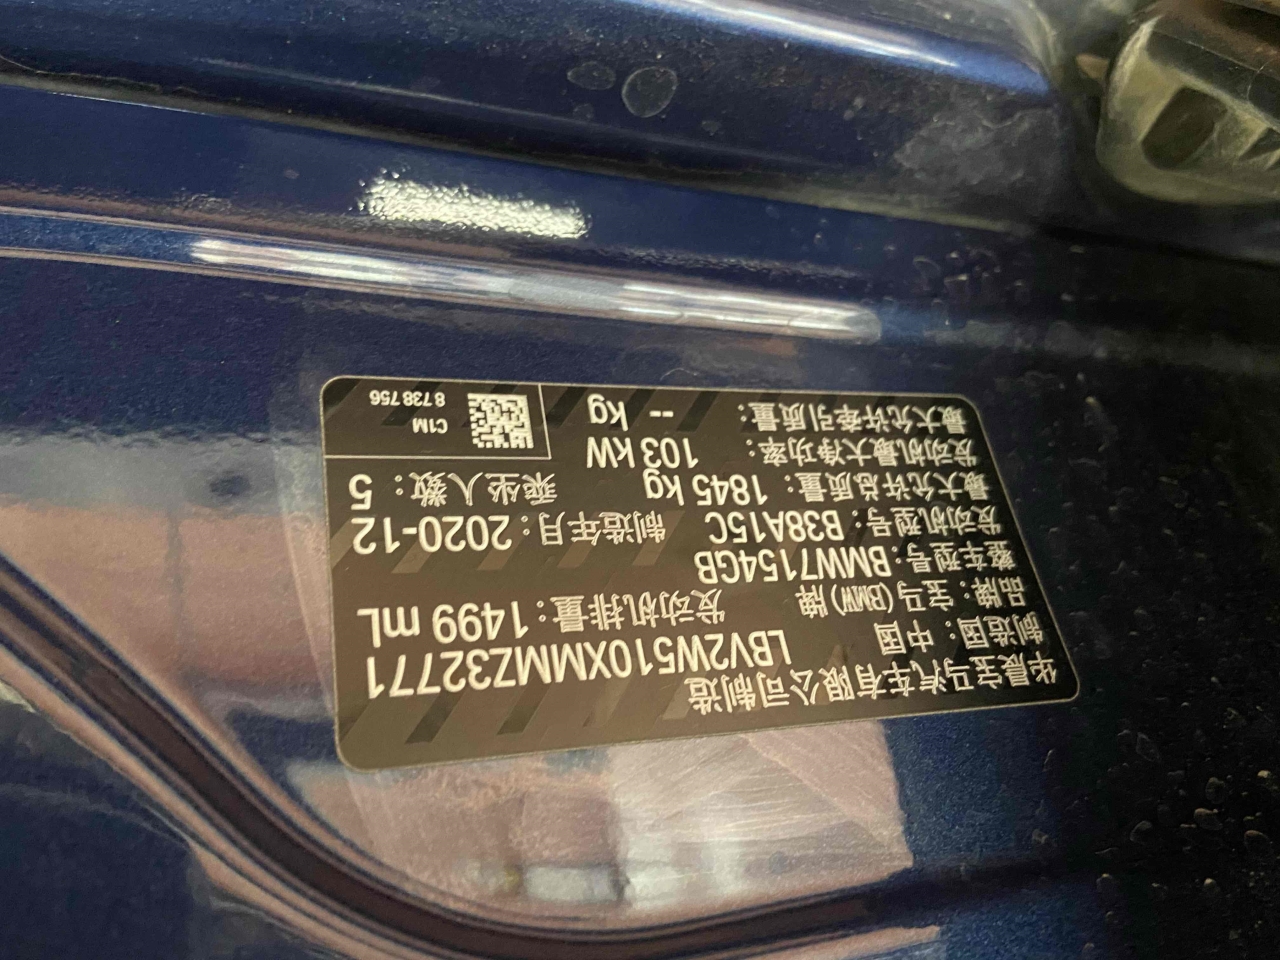 华晨宝马汽车有限公司制造
制造国：中国 LBV2W510XMMZ32771
品牌：宝马(BMW)牌 发动机排量：1499 mL
整车型号：BMW7154GB
发动机型号：B38A15C 制造年月：2020-12
最大允许总质量：1845 kg 乘坐人数：5
发动机最大净功率：103 kW
最大允许牵引质量：-- kg
C1M
8 738 756